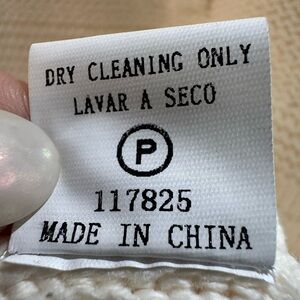 DRY CLEANING ONLY
LAVAR A SECO
P
117825
MADE IN CHINA